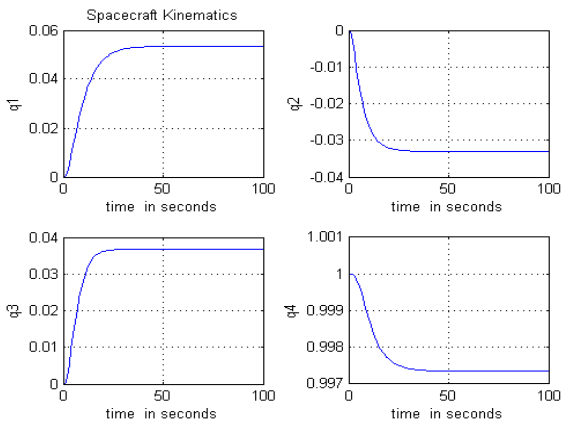 Spacecraft Kinematics
0.06
0.04
0.02
0
q1
0 50 100
time in seconds
0
-0.01
-0.02
-0.03
-0.04
q2
0 50 100
time in seconds
0.04
0.03
0.02
0.01
0
q3
0 50 100
time in seconds
1.001
1
0.999
0.998
0.997
q4
0 50 100
time in seconds